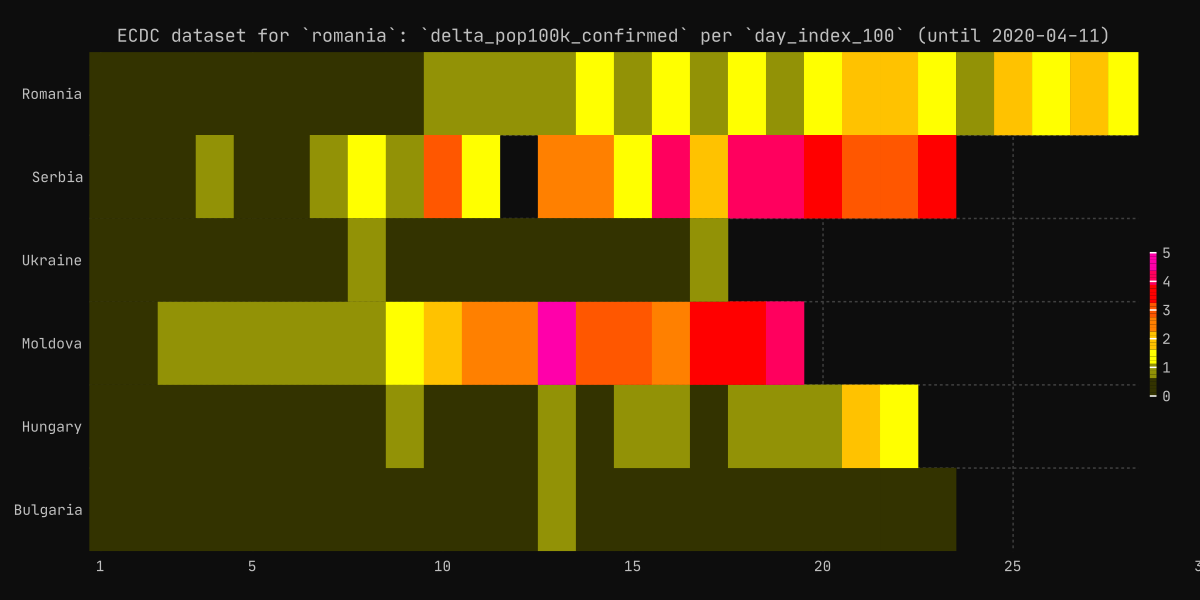 ECDC dataset for `romania`: `delta_pop100k_confirmed` per `day_index_100` (until 2020-04-11)
Romania
Serbia
Ukraine
Moldova
Hungary
Bulgaria
1 5 10 15 20 25 3
5
4
3
2
1
0